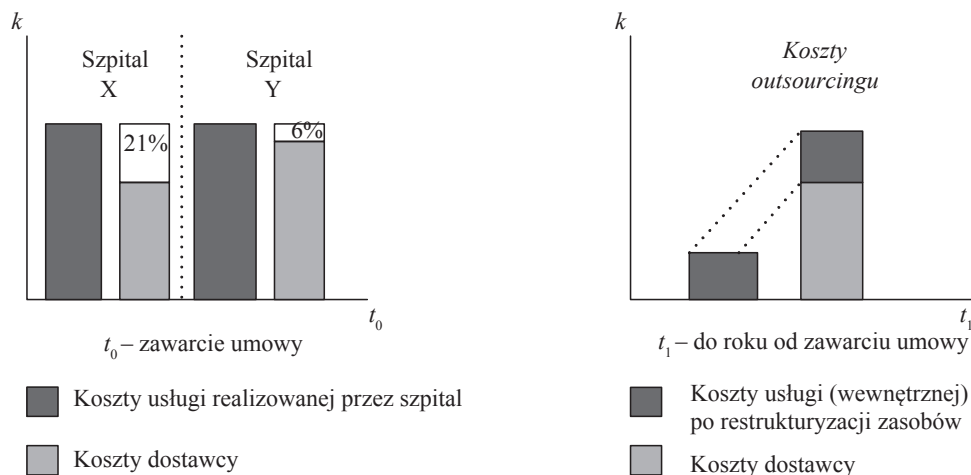 k
Szpital
X
Szpital
Y
21%
6%
t0
t0 – zawarcie umowy
Koszty usługi realizowanej przez szpital
Koszty dostawcy
k
Koszty
outsourcingu
t1
t1 – do roku od zawarciu umowy
Koszty usługi (wewnętrznej)
po restrukturyzacji zasobów
Koszty dostawcy